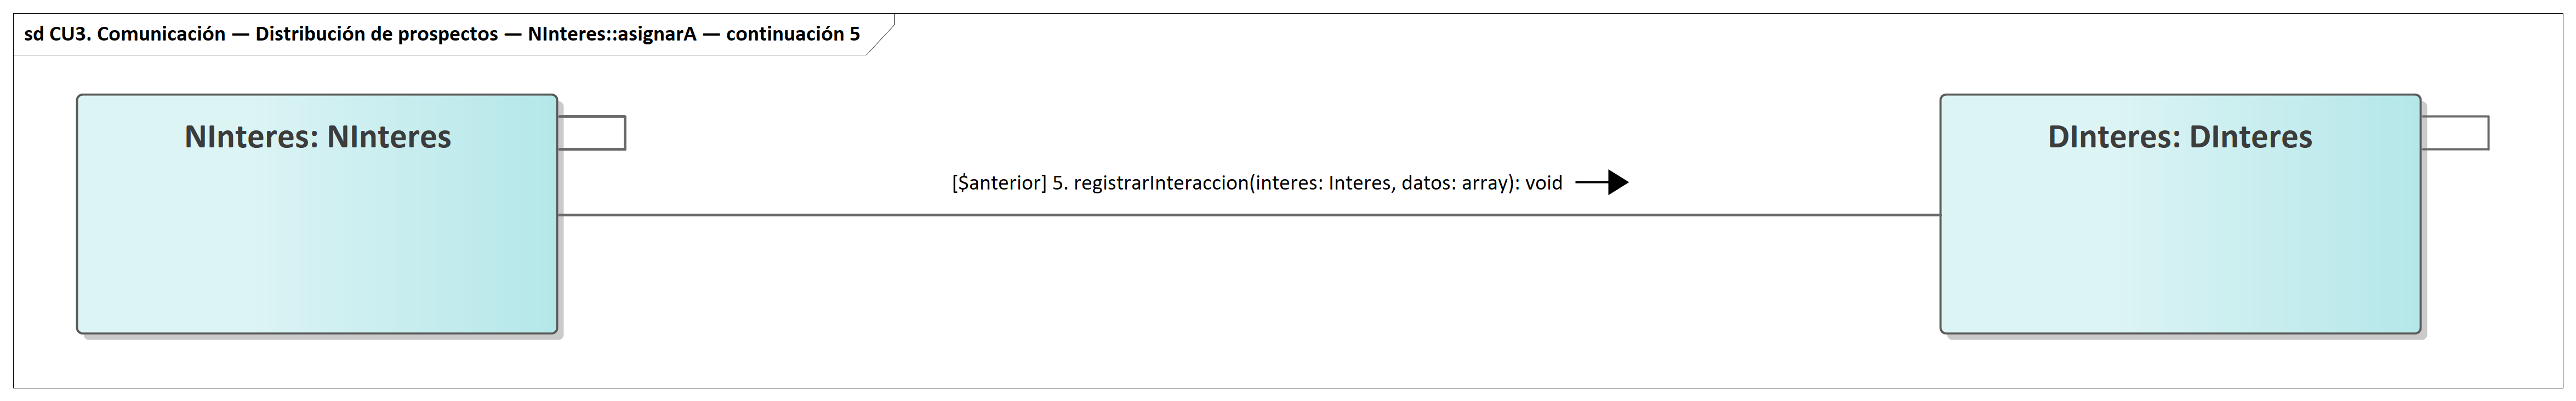 sd CU3. Comunicación — Distribución de prospectos — NInteres::asignarA — continuación 5
NInteres: NInteres
DInteres: DInteres
[$anterior] 5. registrarInteraccion(interes: Interes, datos: array): void